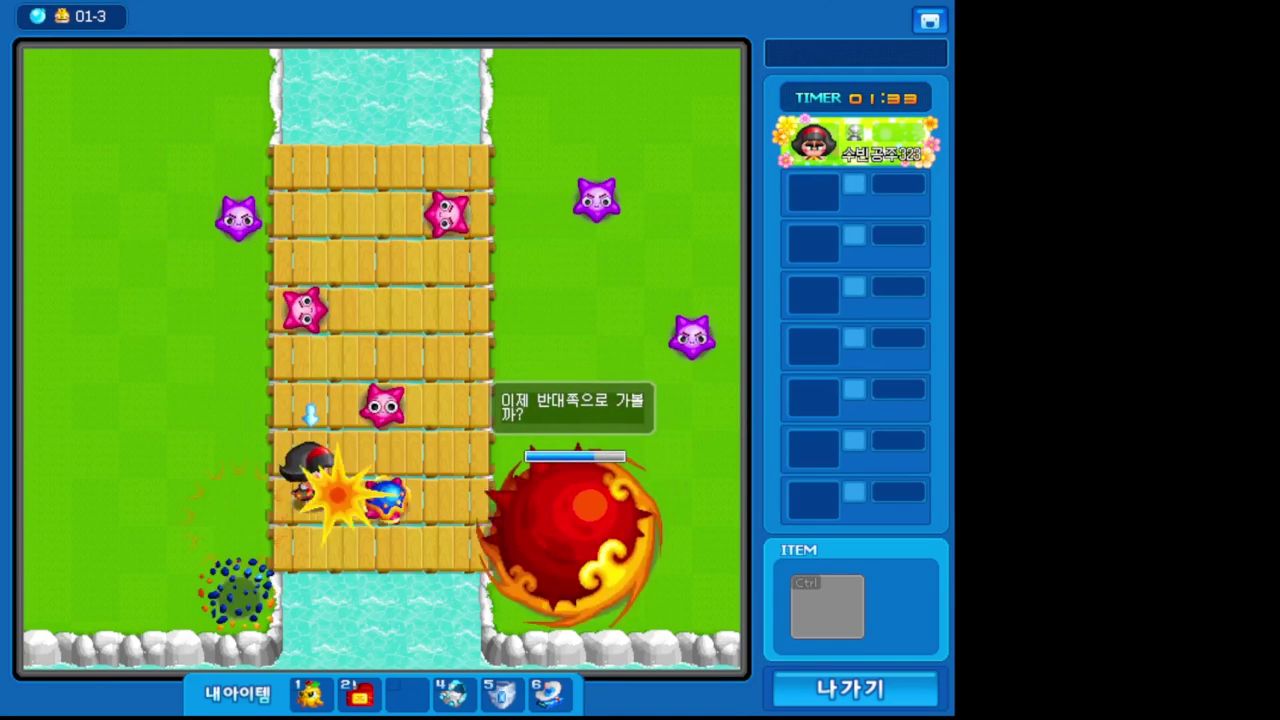 01-3
TIMER 01:33
수빈공주323
이제 반대쪽으로 가볼
까?
ITEM
Ctrl
내아이템
1
2
4
5
6
나가기